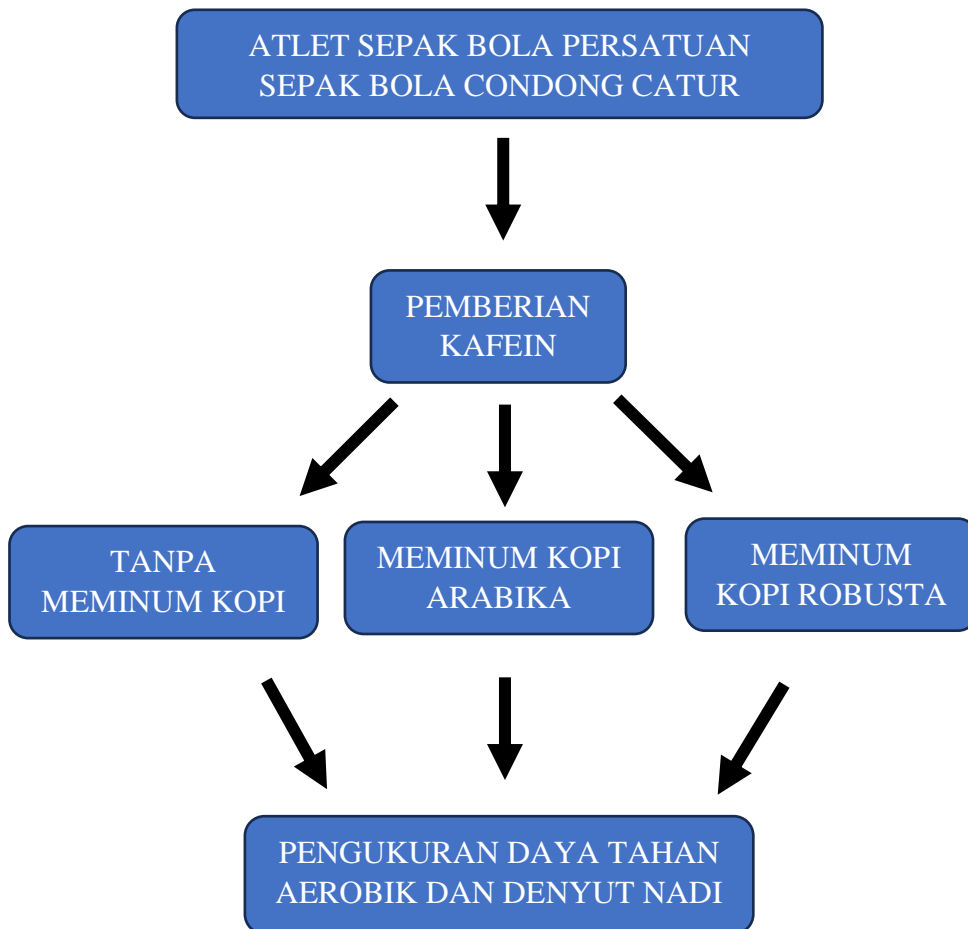 ATLET SEPAK BOLA PERSATUAN
SEPAK BOLA CONDONG CATUR
PEMBERIAN
KAFEIN
TANPA
MEMINUM KOPI
MEMINUM KOPI
ARABIKA
MEMINUM
KOPI ROBUSTA
PENGUKURAN DAYA TAHAN
AEROBIK DAN DENYUT NADI